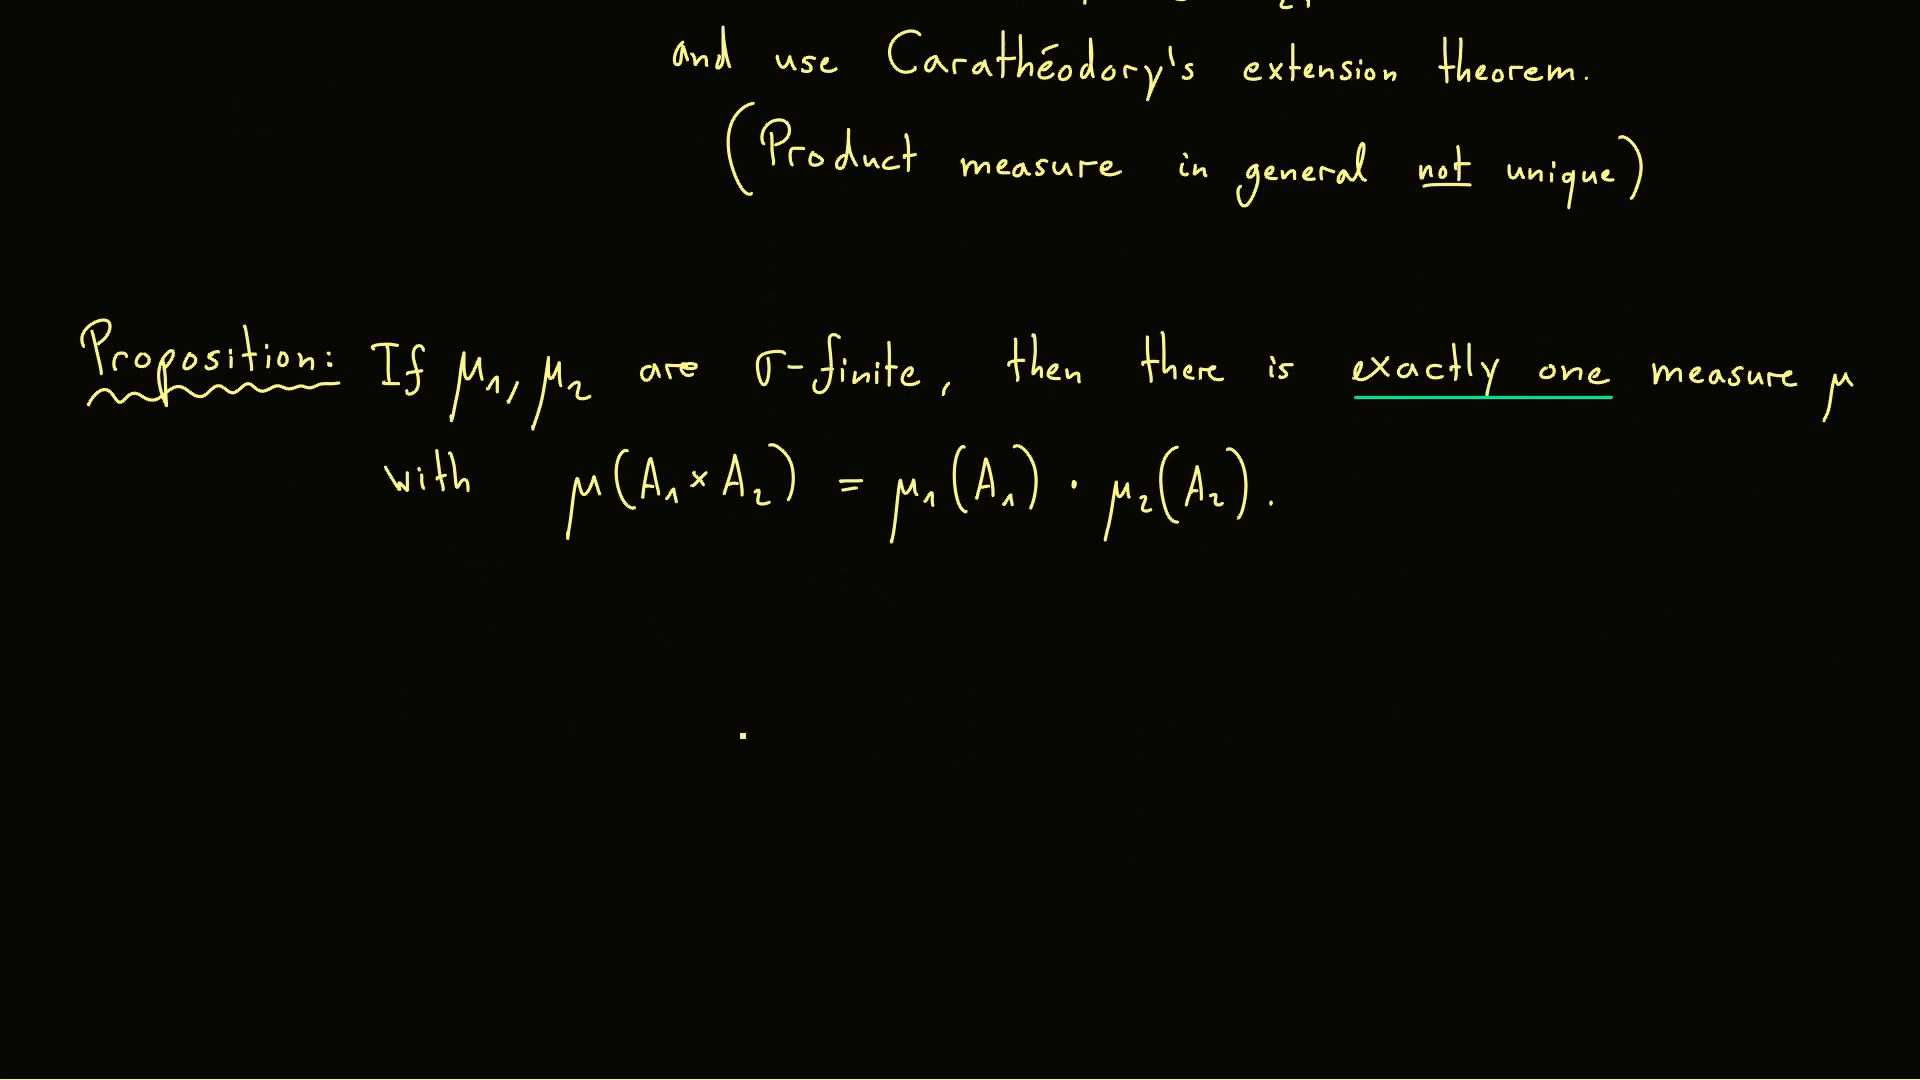 and use Carathéodory's extension theorem.
(Product measure in general not unique)
Proposition: If μ₁, μ₂ are σ-finite, then there is exactly one measure μ
with μ(A₁ × A₂) = μ₁(A₁) · μ₂(A₂).